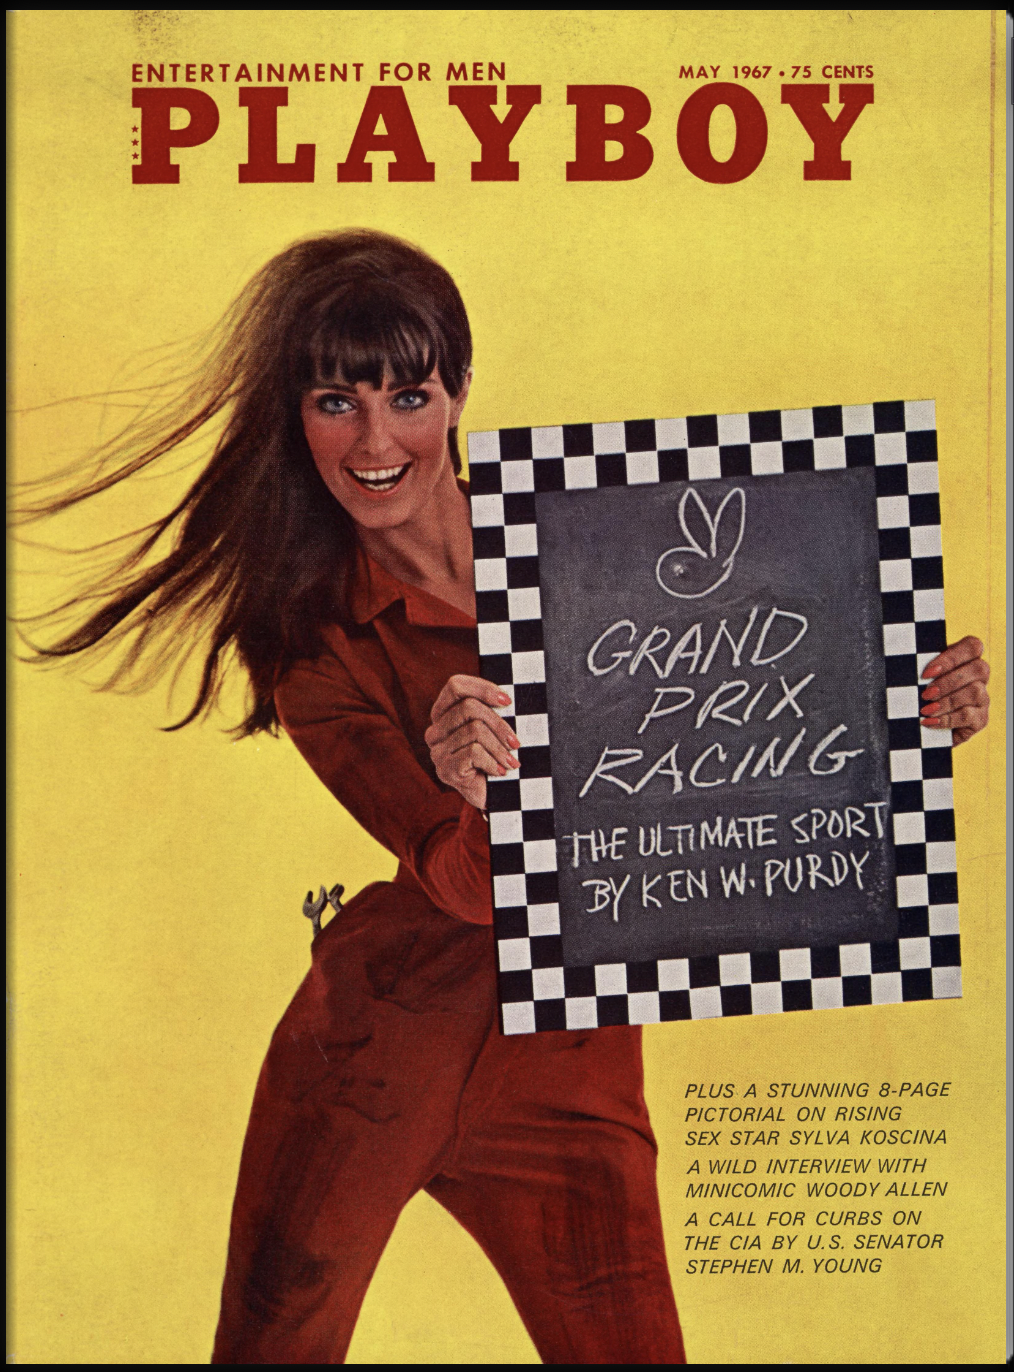 ENTERTAINMENT FOR MEN
MAY 1967 • 75 CENTS
PLAYBOY
GRAND
PRIX
RACING
THE ULTIMATE SPORT
BY KEN W. PURDY
PLUS A STUNNING 8-PAGE
PICTORIAL ON RISING
SEX STAR SYLVA KOSCINA
A WILD INTERVIEW WITH
MINICOMIC WOODY ALLEN
A CALL FOR CURBS ON
THE CIA BY U.S. SENATOR
STEPHEN M. YOUNG